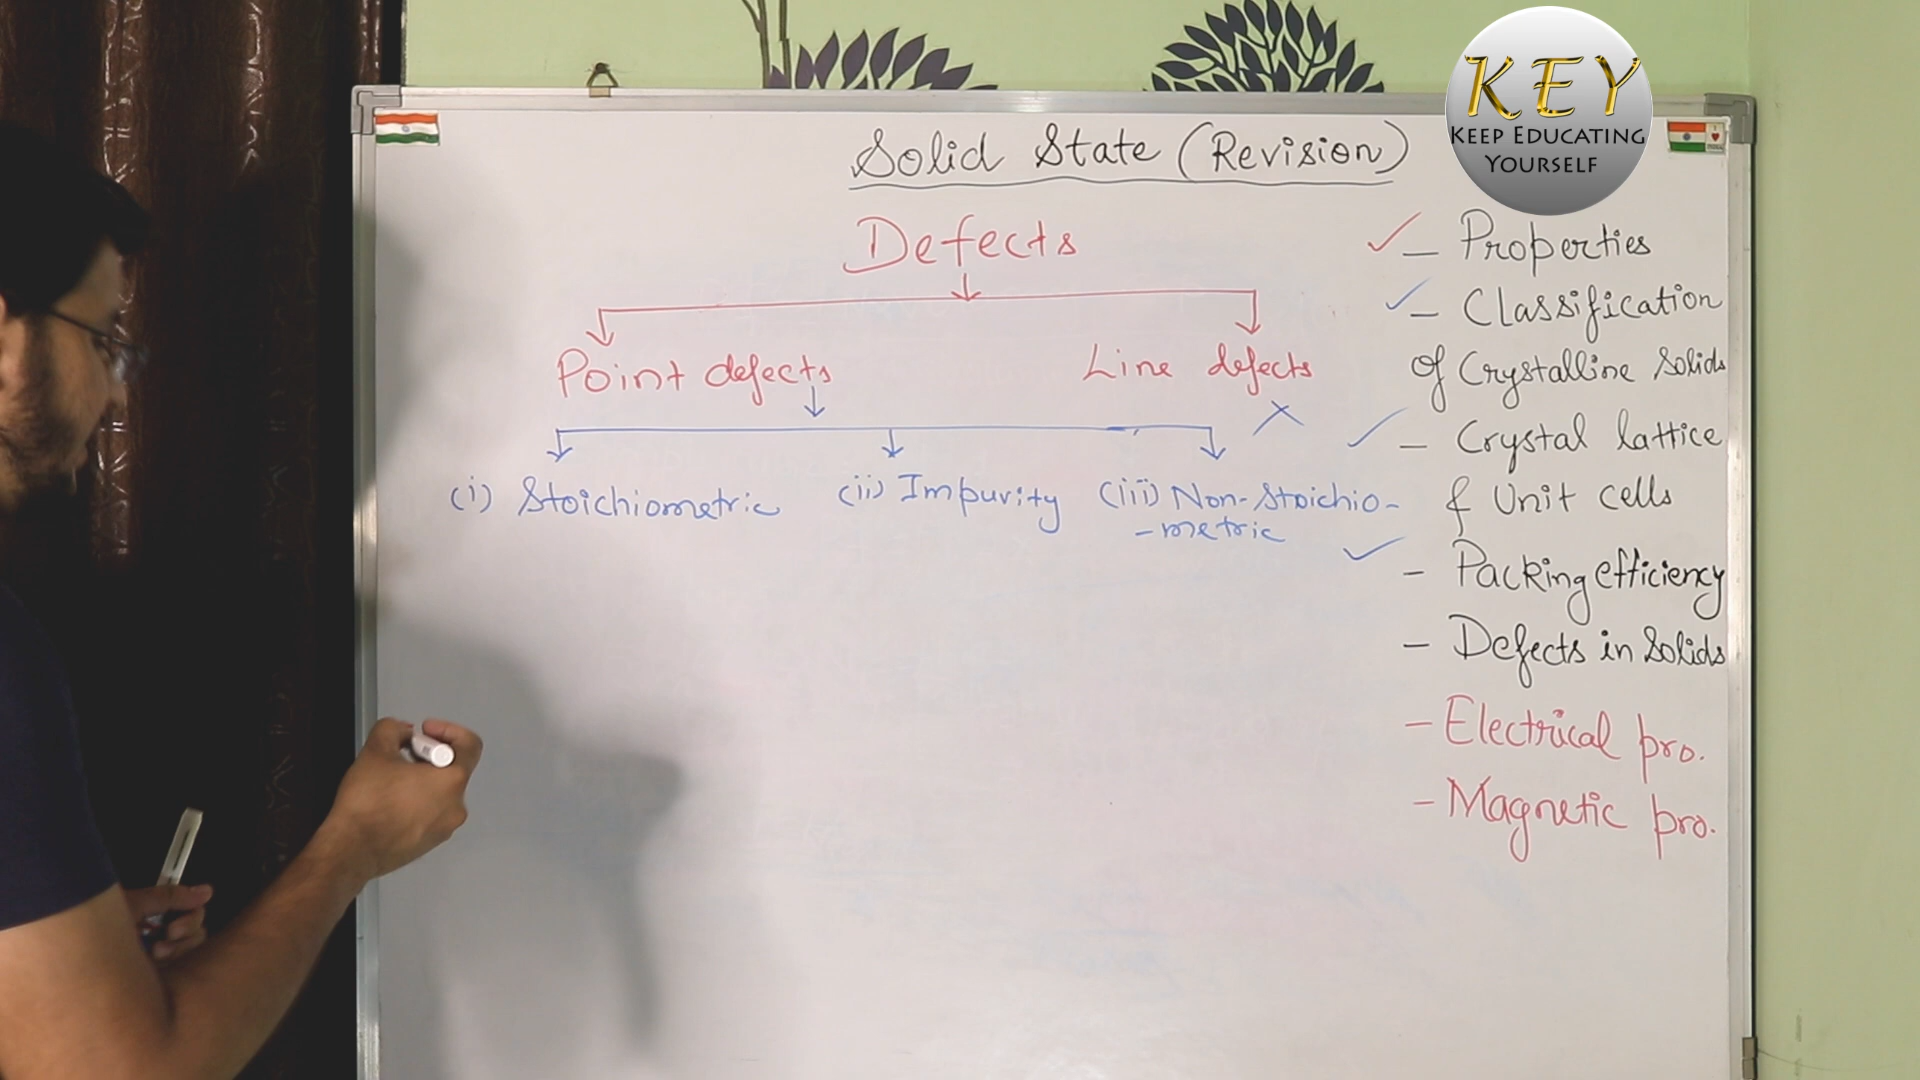 KEY
KEEP EDUCATING
YOURSELF
Solid State (Revision)
Defects
Point defects
Line defects
(i) Stoichiometric
(ii) Impurity
(iii) Non-Stoichio-
-metric
- Properties
- Classification
of Crystalline Solids
- Crystal lattice
& Unit cells
- Packing efficiency
- Defects in Solids
- Electrical pro.
- Magnetic pro.